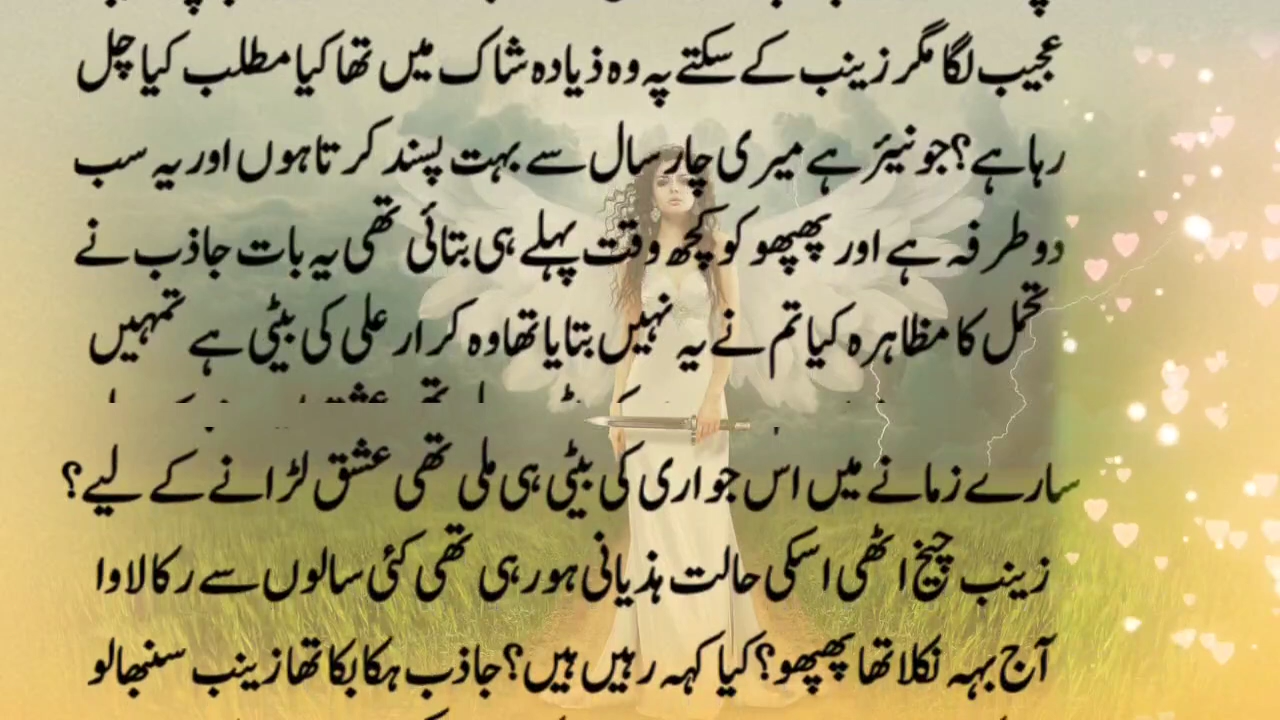 عجیب لگا مگر زینب کے سکتے پہ وہ ذیادہ شاک میں تھا کیا مطلب کیا چل
رہا ہے؟ جونیئر ہے میری چار سال سے بہت پسند کرتا ہوں اور یہ سب
دو طرفہ ہے اور پھپھو کو کچھ وقت پہلے ہی بتائی تھی یہ بات جاذب نے
تحمل کا مظاہرہ کیا تم نے یہ نہیں بتایا تھا وہ کرار علی کی بیٹی ہے تمہیں
سارے زمانے میں اس جواری کی بیٹی ہی ملی تھی عشق لڑانے کے لیے؟
زینب چیخ اٹھی اسکی حالت ہذیانی ہورہی تھی کئی سالوں سے رکا لاوا
آج بہہ نکلا تھا پھپھو؟ کیا کہہ رہیں ہیں؟ جاذب ہکا بکا تھا زینب سنبھالو